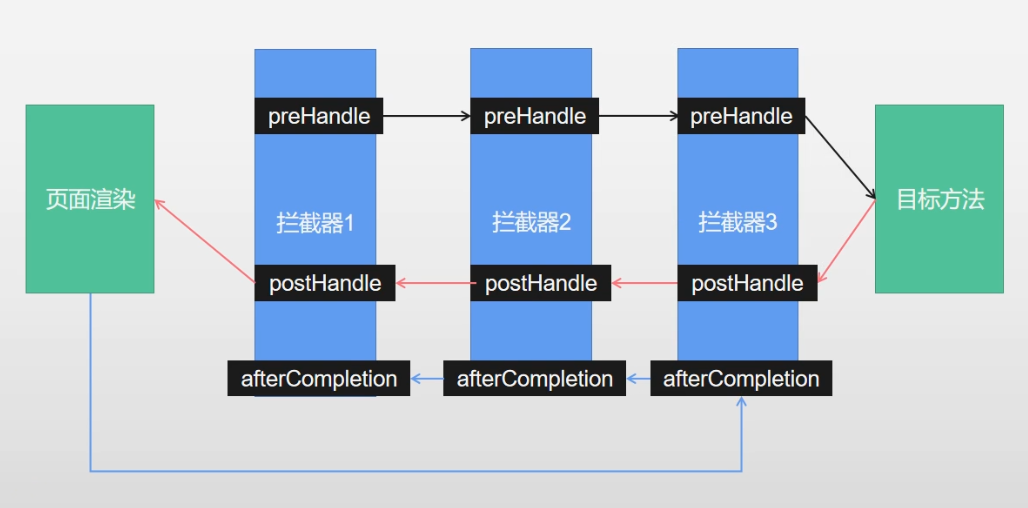 preHandle
preHandle
preHandle
页面渲染
目标方法
拦截器1
拦截器2
拦截器3
postHandle
postHandle
postHandle
afterCompletion
afterCompletion
afterCompletion